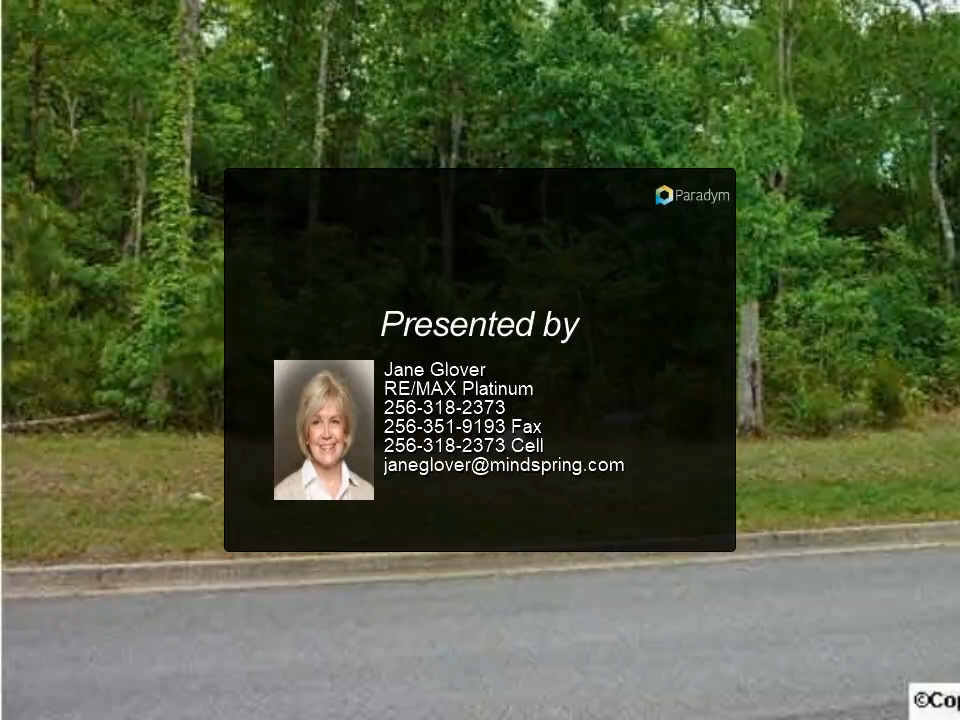 Paradym
Presented by
Jane Glover
RE/MAX Platinum
256-318-2373
256-351-9193 Fax
256-318-2373 Cell
janeglover@mindspring.com